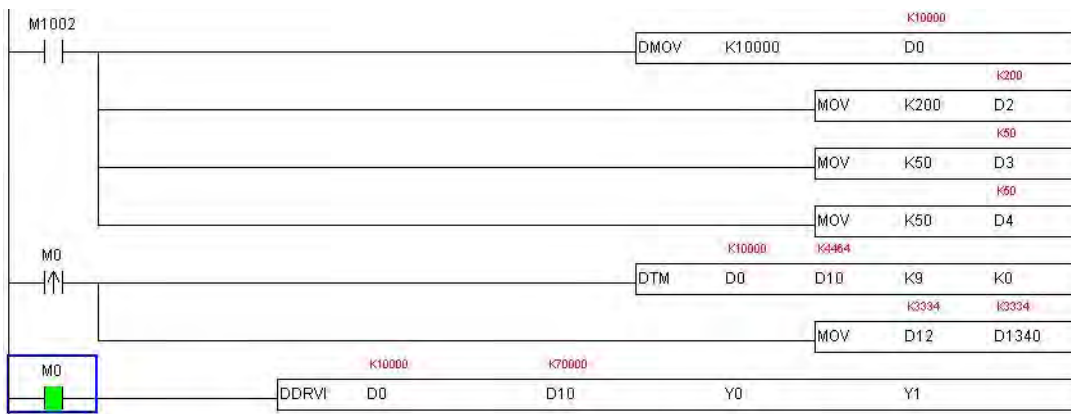 M1002
K10000
DMOV K10000 D0
K200
MOV K200 D2
K50
MOV K50 D3
K50
MOV K50 D4
M0
K10000 K4464
DTM D0 D10 K9 K0
K3334 K3334
MOV D12 D1340
M0
K10000 K70000
DDRVI D0 D10 Y0 Y1